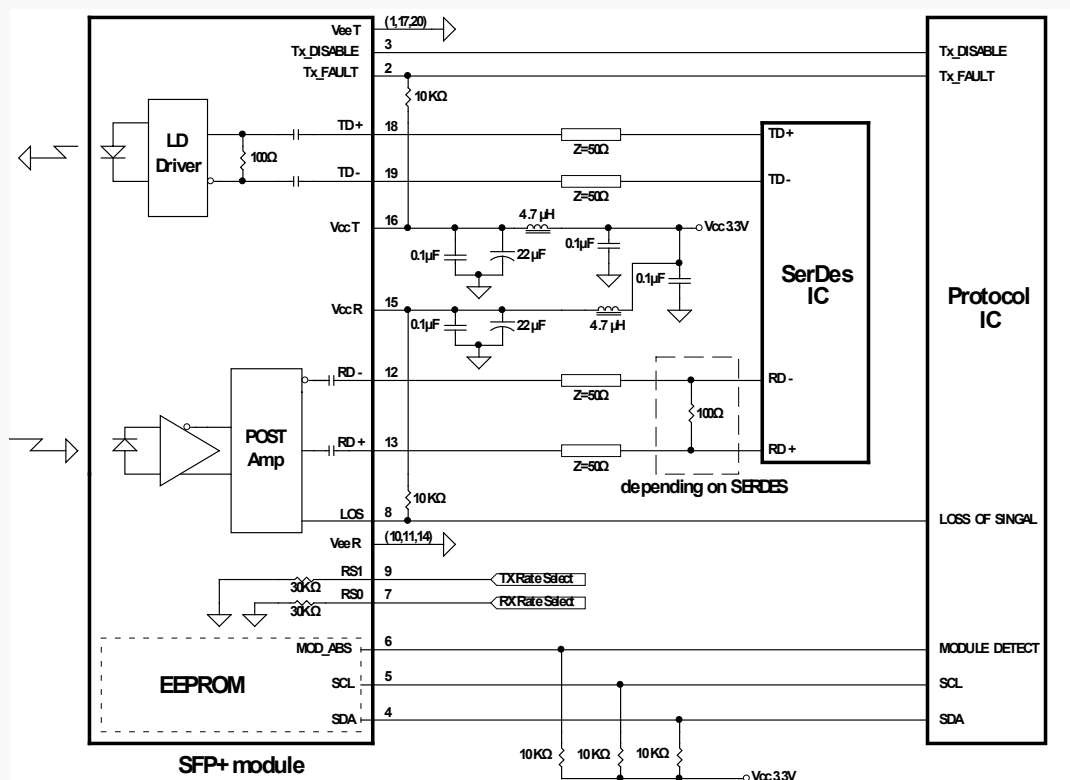 VeeT
(1,17,20)
Tx_DISABLE
3
Tx_DISABLE
Tx_FAULT
2
Tx_FAULT
10KΩ
LD
Driver
100Ω
TD+
18
Z=50Ω
TD+
TD-
19
Z=50Ω
TD-
VccT
16
4.7µH
Vcc3.3V
0.1µF
22µF
0.1µF
0.1µF
SerDes
IC
Protocol
IC
VccR
15
0.1µF
22µF
4.7µH
RD-
12
Z=50Ω
RD-
100Ω
POST
Amp
RD+
13
Z=50Ω
RD+
depending on SERDES
10KΩ
LOS
8
LOSS OF SINGAL
VeeR
(10,11,14)
RS1
9
TX Rate Select
30KΩ
RS0
7
RX Rate Select
30KΩ
MOD_ABS
6
MODULE DETECT
EEPROM
SCL
5
SCL
SDA
4
SDA
10KΩ
10KΩ
10KΩ
Vcc3.3V
SFP+ module